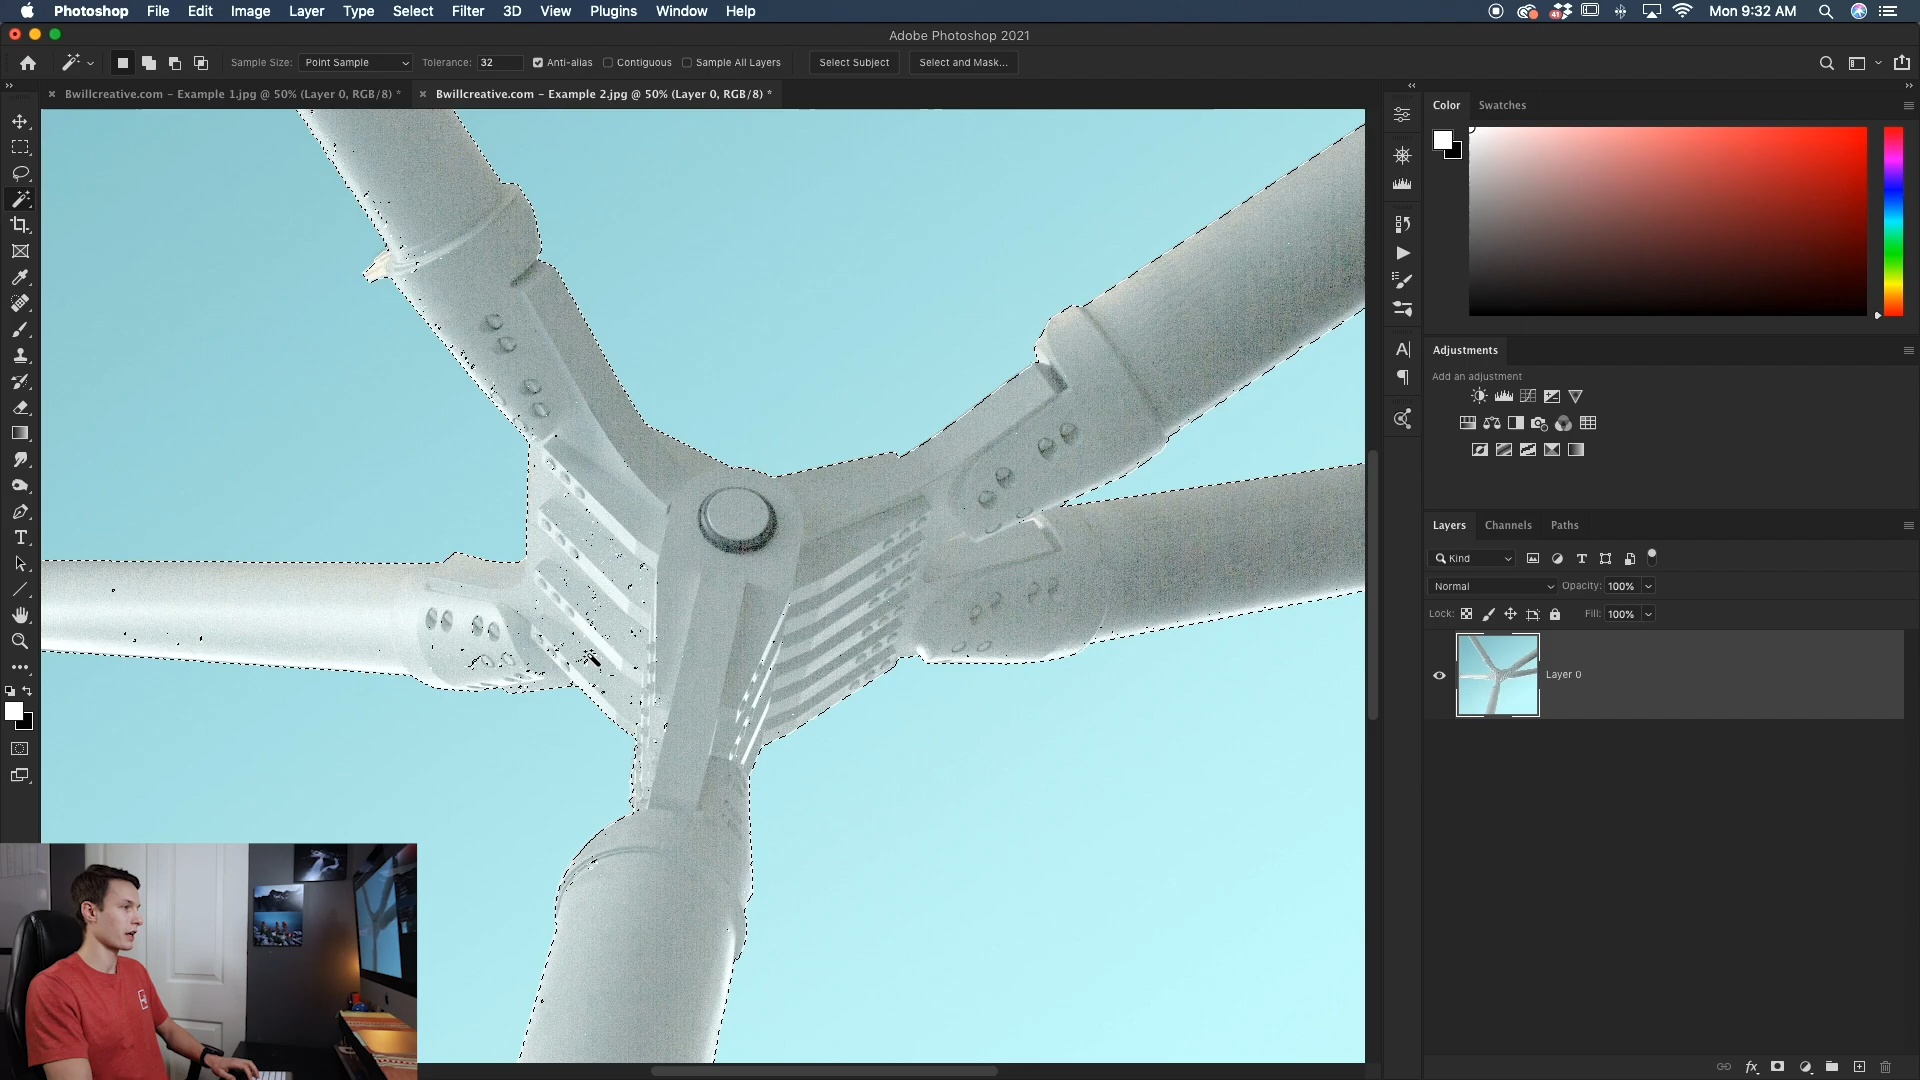 Photoshop File Edit Image Layer Type Select Filter 3D View Plugins Window Help
41 Mon 9:32 AM
Adobe Photoshop 2021
Sample Size: Point Sample Tolerance: 32 Anti-alias Contiguous Sample All Layers Select Subject Select and Mask...
Bwillcreative.com - Example 1.jpg @ 50% (Layer 0, RGB/8) *
Bwillcreative.com - Example 2.jpg @ 50% (Layer 0, RGB/8) *
Color Swatches
Adjustments
Add an adjustment
Layers Channels Paths
Kind
Normal Opacity: 100%
Lock: Fill: 100%
Layer 0
fx